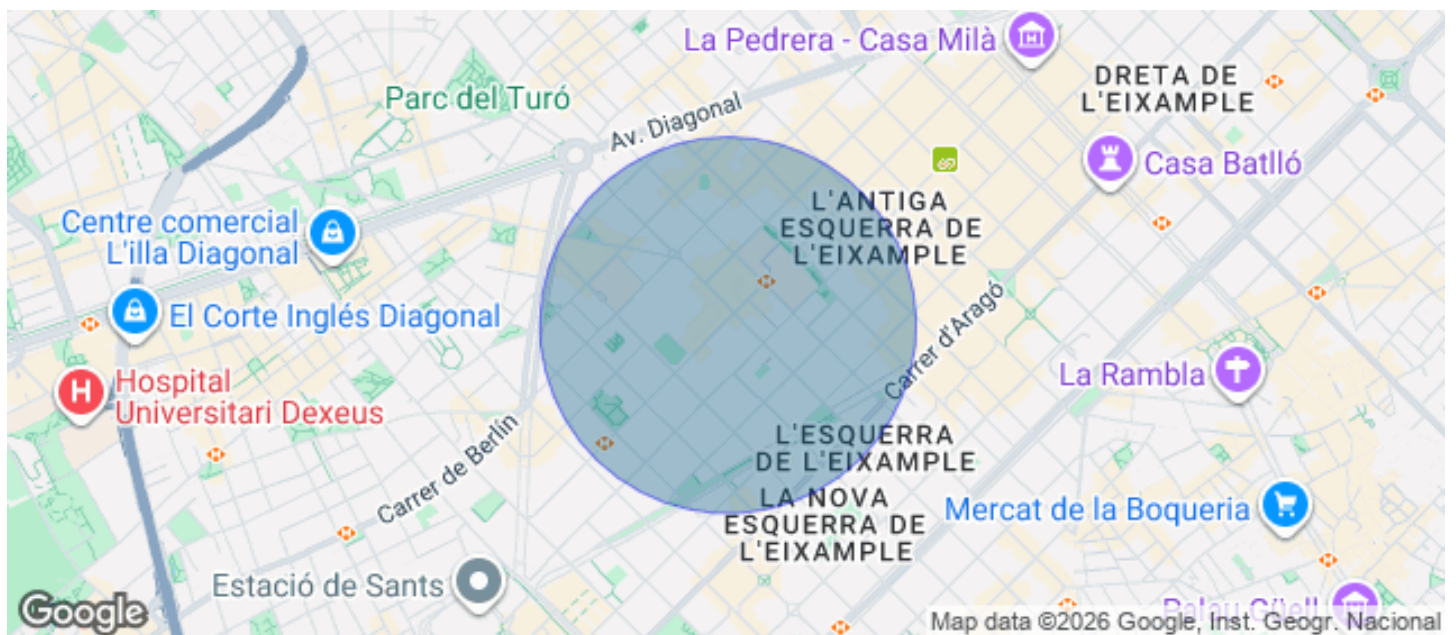 La Pedrera - Casa Milà
DRETA DE
L'EIXAMPLE
Parc del Turó
Av. Diagonal
Casa Batlló
L'ANTIGA
ESQUERRA DE
L'EIXAMPLE
Centre comercial
L'illa Diagonal
El Corte Inglés Diagonal
Carrer d'Aragó
La Rambla
Hospital
Universitari Dexeus
H
Carrer de Berlín
L'ESQUERRA
DE L'EIXAMPLE
LA NOVA
ESQUERRA DE
L'EIXAMPLE
Mercat de la Boqueria
Estació de Sants
Palau Güell
Google
Map data ©2026 Google, Inst. Geogr. Nacional